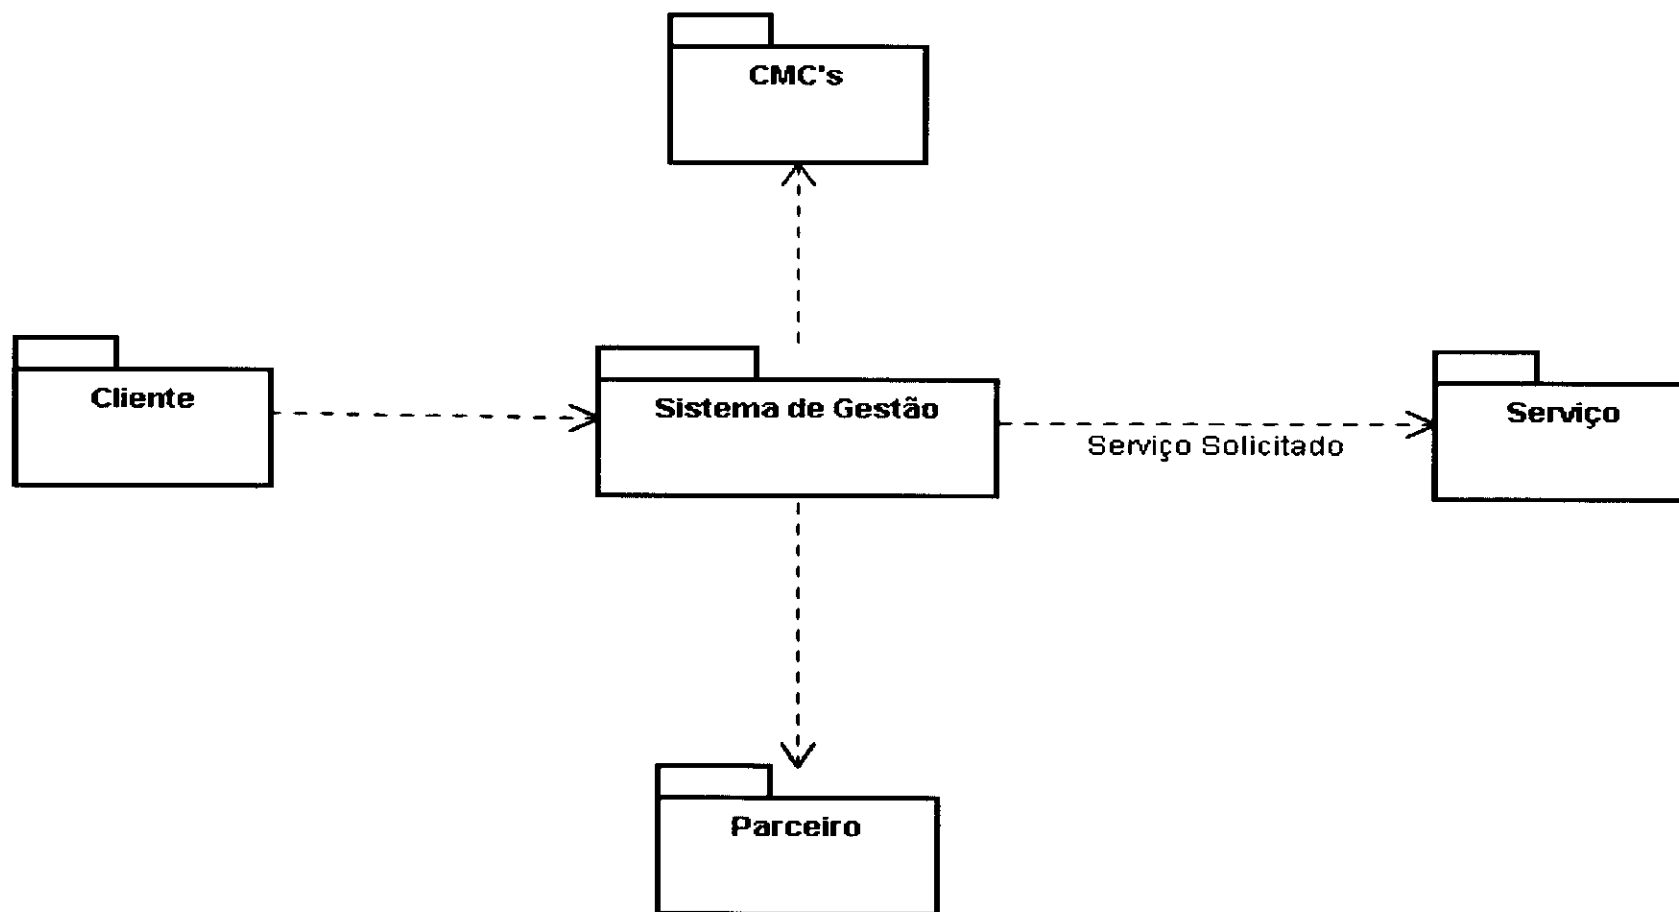 CMC's
Cliente
Sistema de Gestão
Serviço Solicitado
Serviço
Parceiro